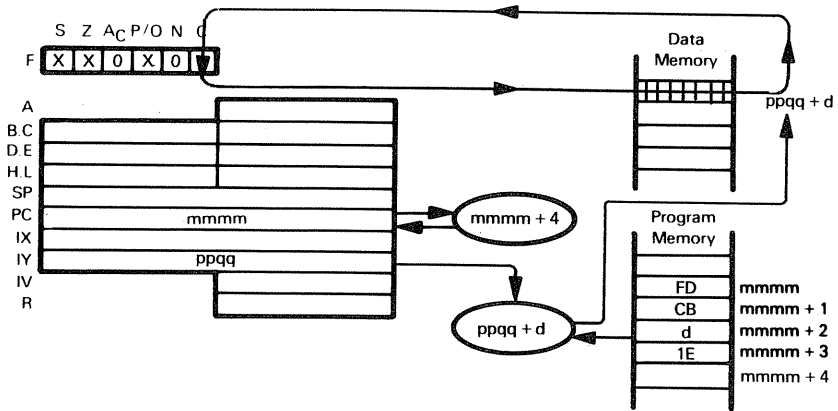 S Z AC P/O N C
F X X 0 X 0
Data
Memory
ppqq + d
A
B.C
D.E
H.L
SP
PC mmmm
mmmm + 4
IX
IY ppqq
IV
R
ppqq + d
Program
Memory
FD mmmm
CB mmmm + 1
d mmmm + 2
1E mmmm + 3
mmmm + 4